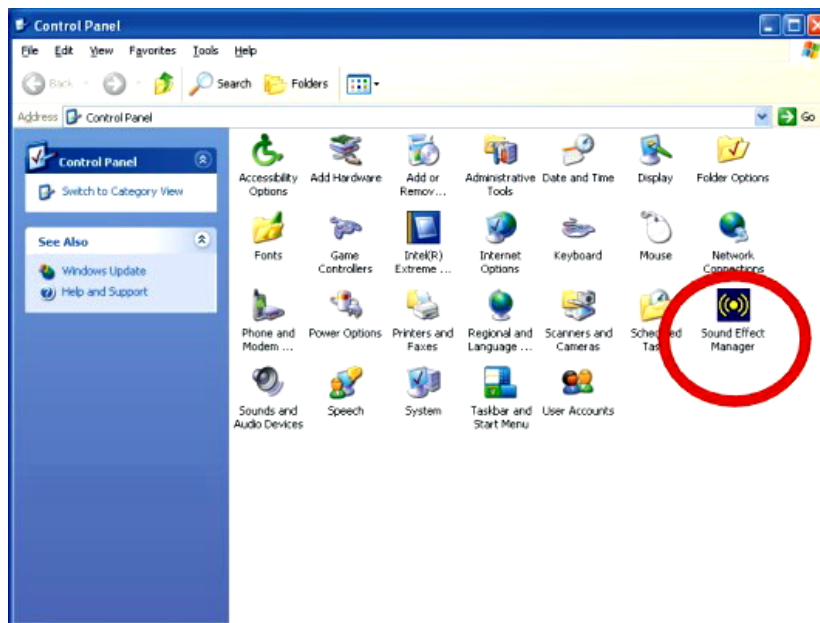 Control Panel
File Edit View Favorites Tools Help
Back Search Folders
Address Control Panel Go
Control Panel
Switch to Category View
See Also
Windows Update
Help and Support
Accessibility Options
Add Hardware
Add or Remov...
Administrative Tools
Date and Time
Display
Folder Options
Fonts
Game Controllers
Intel(R) Extreme ...
Internet Options
Keyboard
Mouse
Network Connections
Phone and Modem ...
Power Options
Printers and Faxes
Regional and Language ...
Scanners and Cameras
Scheduled Tas
Sound Effect Manager
Sounds and Audio Devices
Speech
System
Taskbar and Start Menu
User Accounts